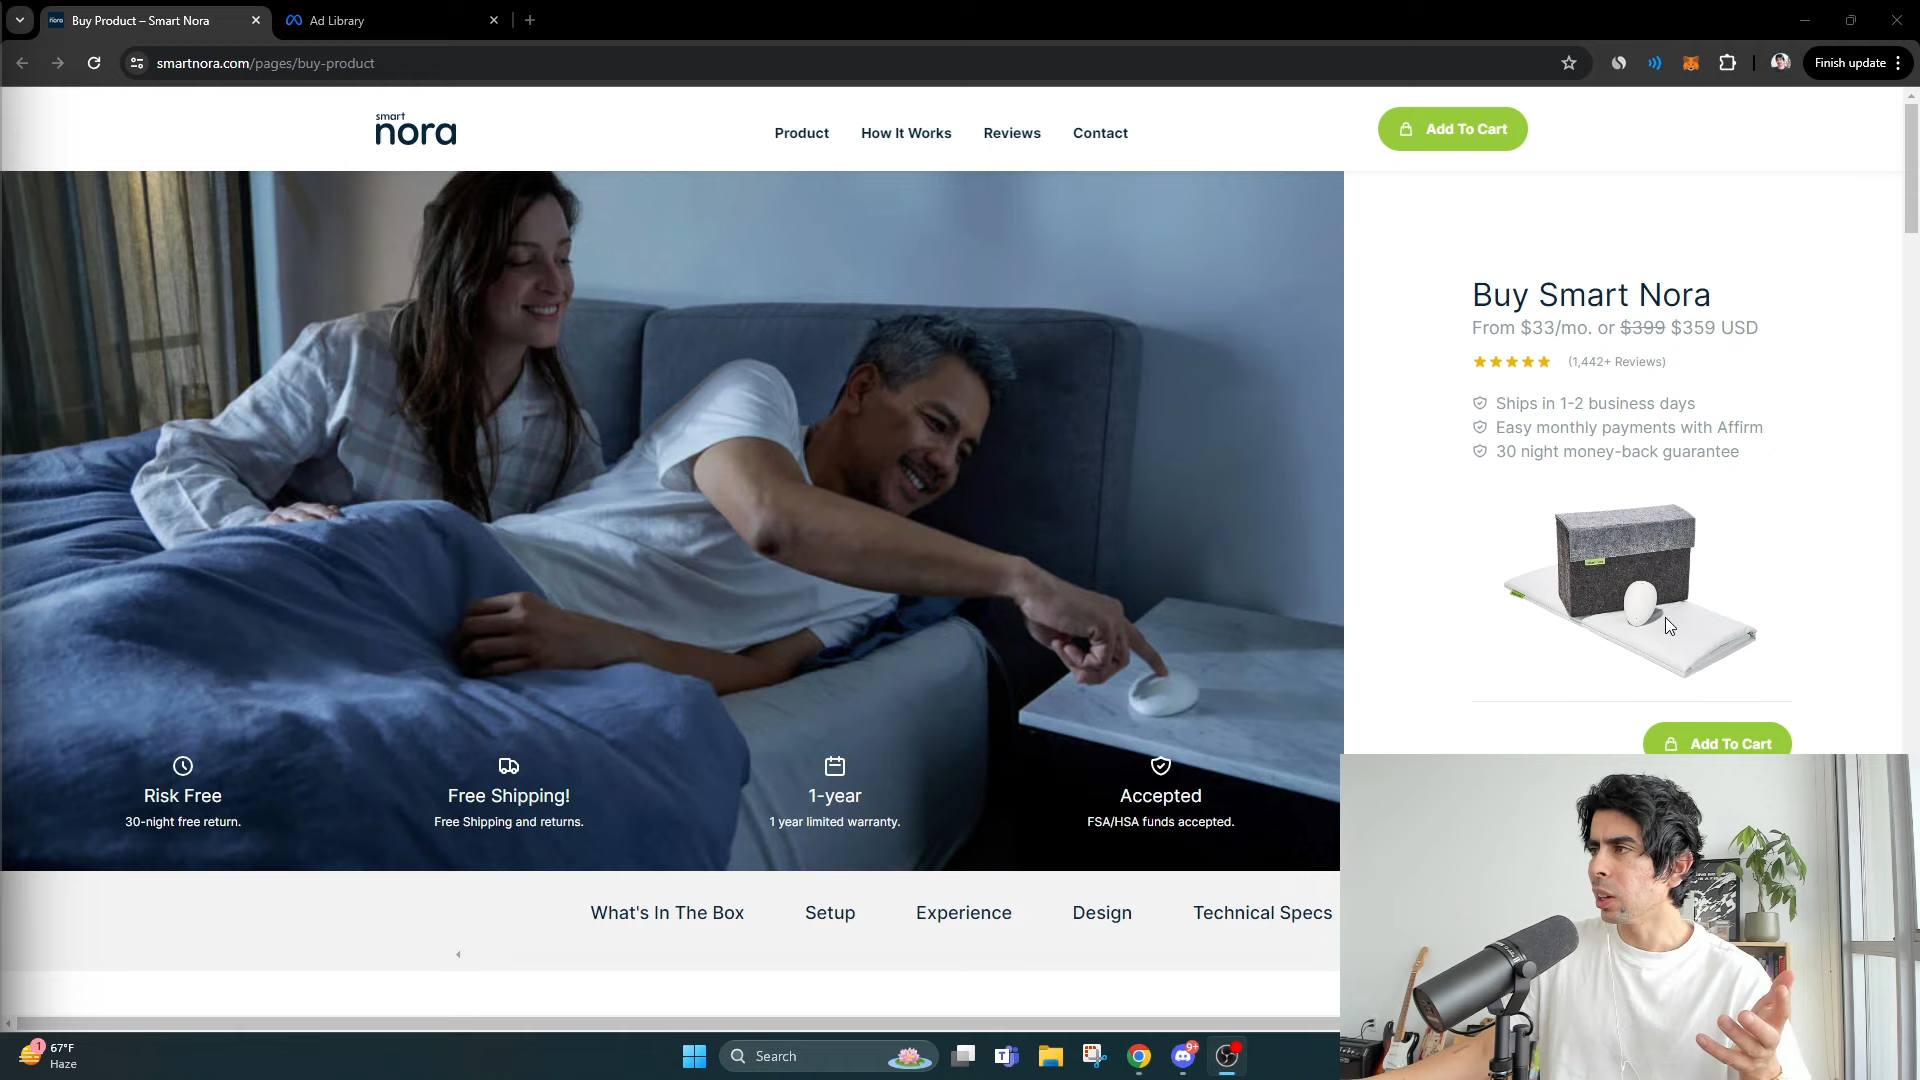 Buy Product – Smart Nora
Ad Library
smartnora.com/pages/buy-product
Finish update
smart
nora
Product
How It Works
Reviews
Contact
Add To Cart
Buy Smart Nora
From $33/mo. or $399 $359 USD
(1,442+ Reviews)
Ships in 1-2 business days
Easy monthly payments with Affirm
30 night money-back guarantee
Add To Cart
Risk Free
30-night free return.
Free Shipping!
Free Shipping and returns.
1-year
1 year limited warranty.
Accepted
FSA/HSA funds accepted.
What's In The Box
Setup
Experience
Design
Technical Specs
1
67°F
Haze
Search
9+